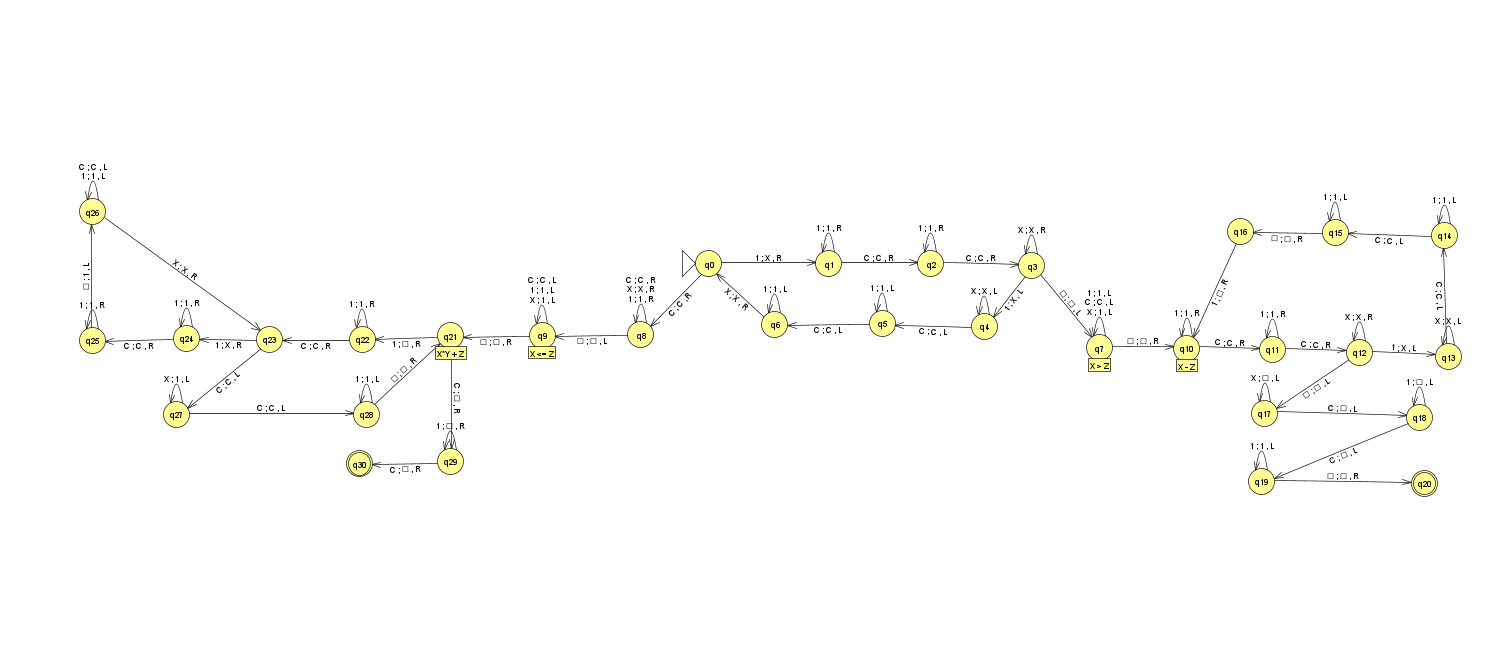 C ; C , L
1 ; 1 , L
q26
X ; X , R
□ ; 1 , L
1 ; 1 , R
q25
C ; C , R
1 ; 1 , R
q24
1 ; X , R
q23
C ; C , R
1 ; 1 , R
q22
1 ; □ , R
q21
X*Y + Z
□ ; □ , R
C ; C , L
1 ; 1 , L
X ; 1 , L
q9
X <= Z
□ ; □ , L
C ; C , R
X ; X , R
1 ; 1 , R
q8
C ; C , R
q0
1 ; X , R
1 ; 1 , R
q1
C ; C , R
1 ; 1 , R
q2
C ; C , R
X ; X , R
q3
1 ; X , L
X ; X , L
q4
C ; C , L
1 ; 1 , L
q5
C ; C , L
1 ; 1 , L
q6
X ; X , R
□ ; □ , L
1 ; 1 , L
C ; C , L
X ; 1 , L
q7
X > Z
□ ; □ , R
1 ; 1 , R
q10
X - Z
C ; C , R
1 ; 1 , R
q11
C ; C , R
X ; X , R
q12
1 ; X , L
X ; X , L
q13
C ; C , L
1 ; 1 , L
q14
C ; C , L
1 ; 1 , L
q15
□ ; □ , R
q16
1 ; □ , R
□ ; □ , L
X ; □ , L
q17
C ; □ , L
1 ; □ , L
q18
C ; □ , L
1 ; 1 , L
q19
□ ; □ , R
q20
C ; C , L
X ; 1 , L
q27
C ; C , L
1 ; 1 , L
q28
□ ; □ , R
C ; □ , R
1 ; □ , R
q29
C ; □ , R
q30